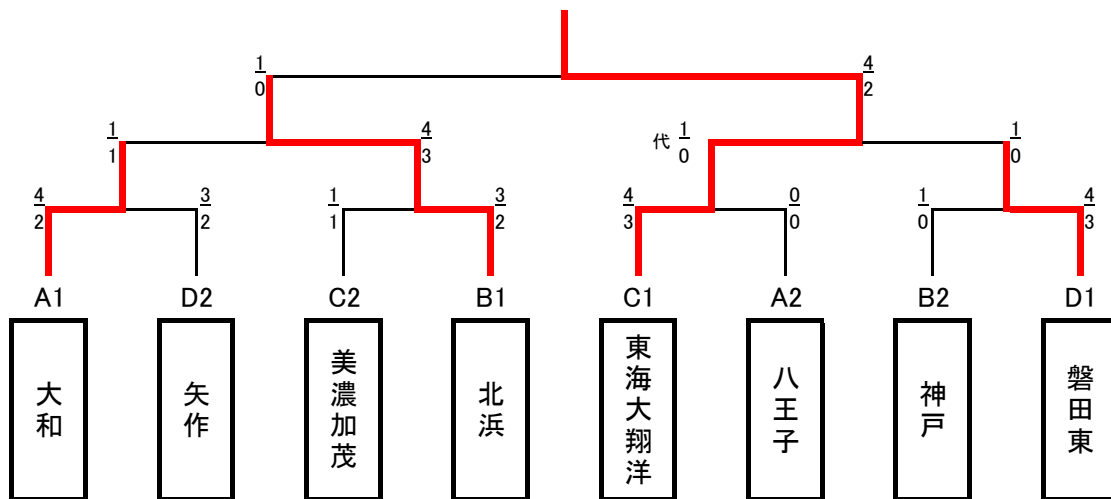 1/0 4/2
1/1 4/3 代 1/0 1/0
4/2 3/2 1/1 3/2 4/3 0/0 1/0 4/3
A1 D2 C2 B1 C1 A2 B2 D1
大和
矢作
美濃加茂
北浜
東海大翔洋
八王子
神戸
磐田東